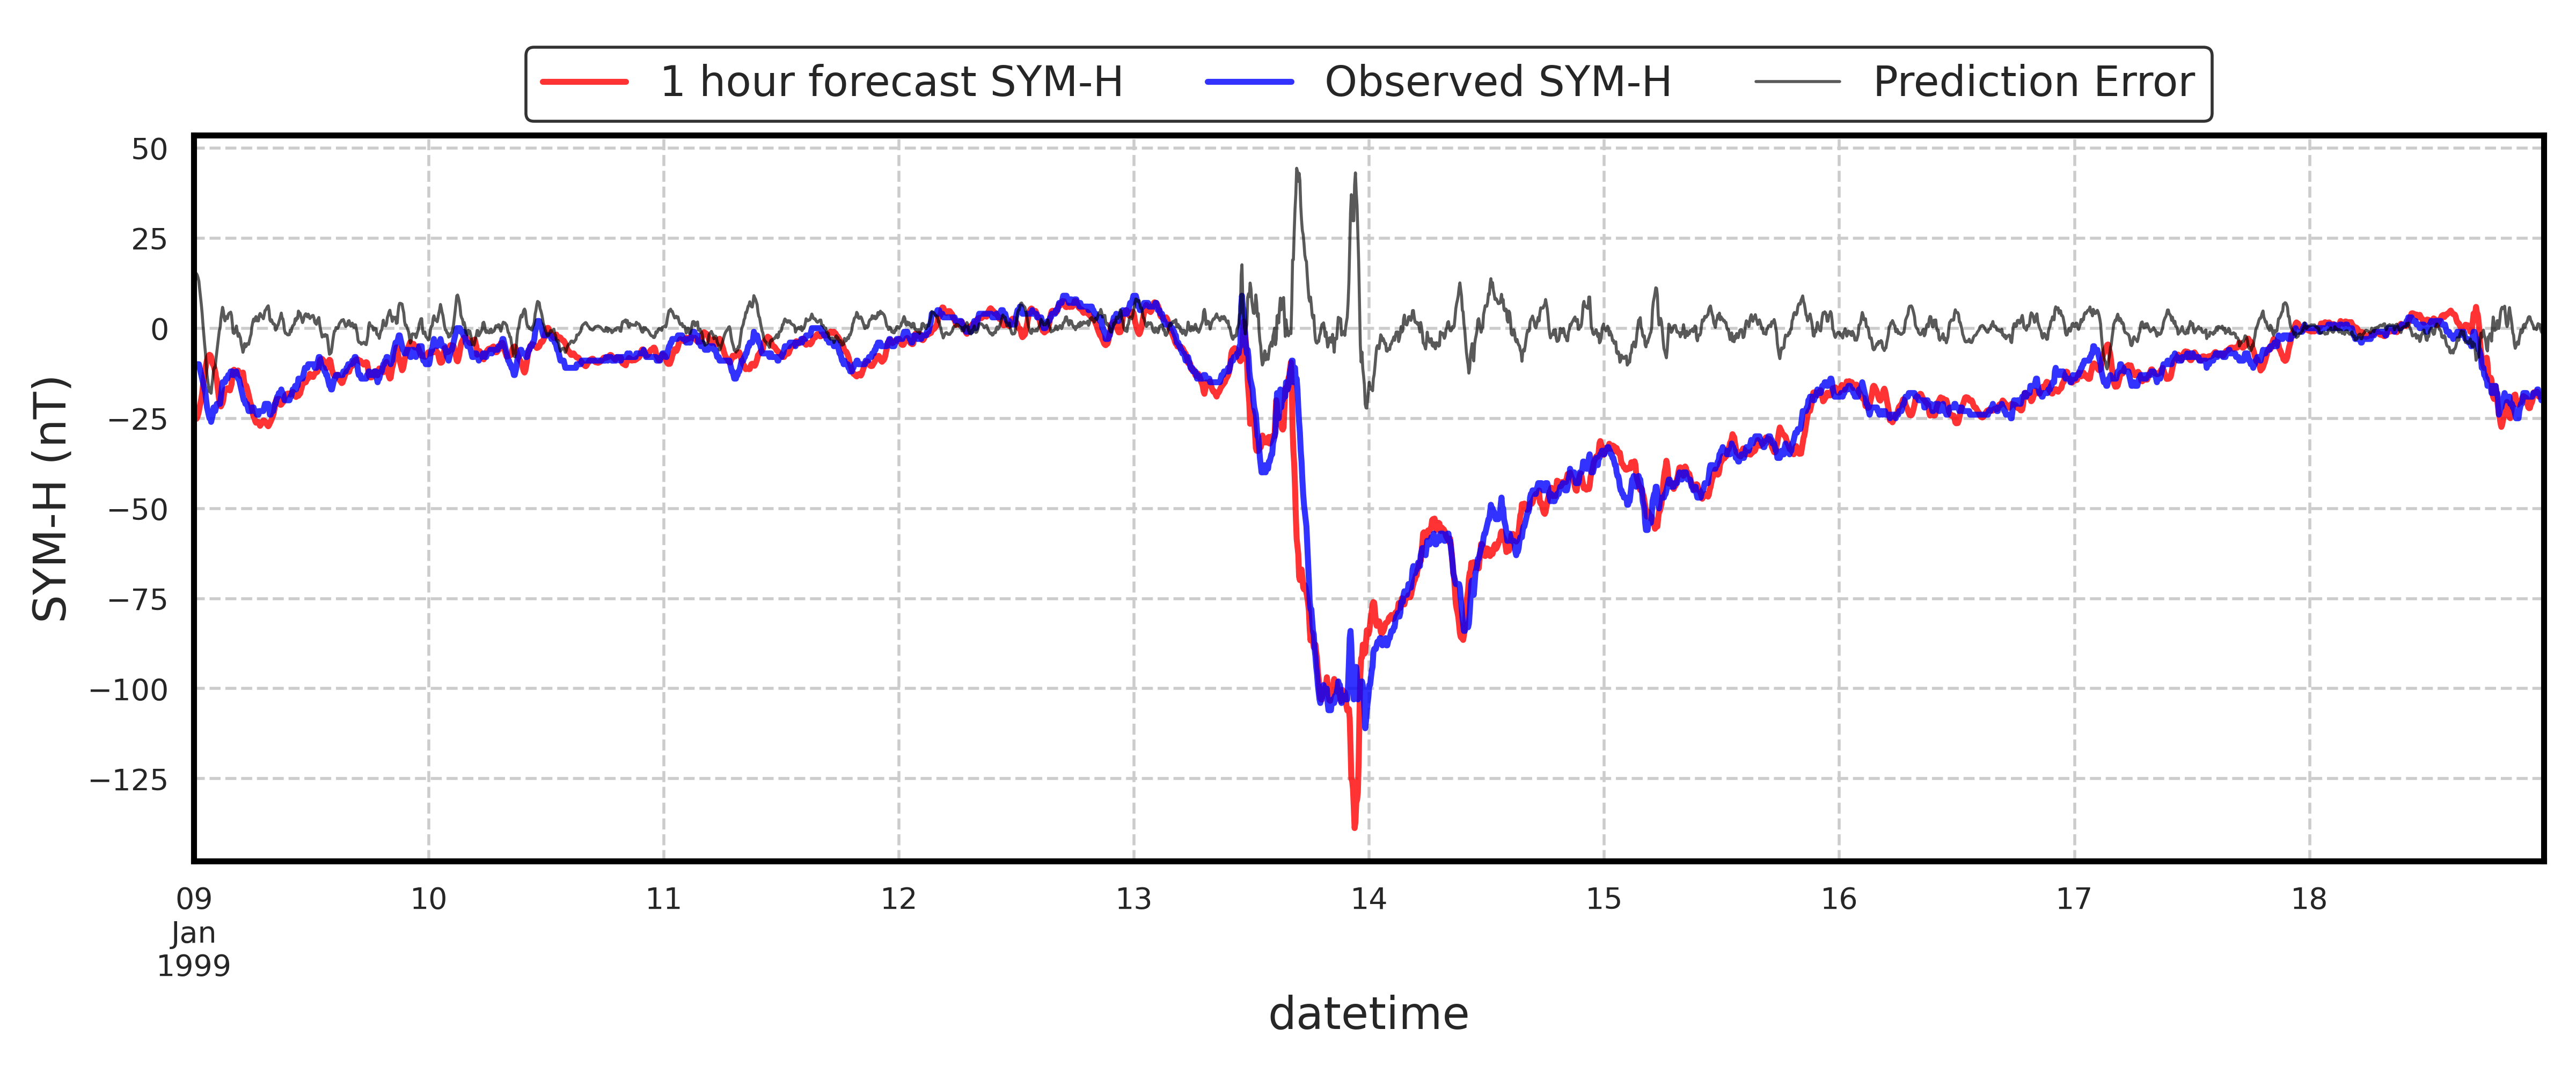 1 hour forecast SYM-H Observed SYM-H Prediction Error
50
25
0
−25
−50
−75
−100
−125
SYM-H (nT)
09 10 11 12 13 14 15 16 17 18
Jan
1999
datetime